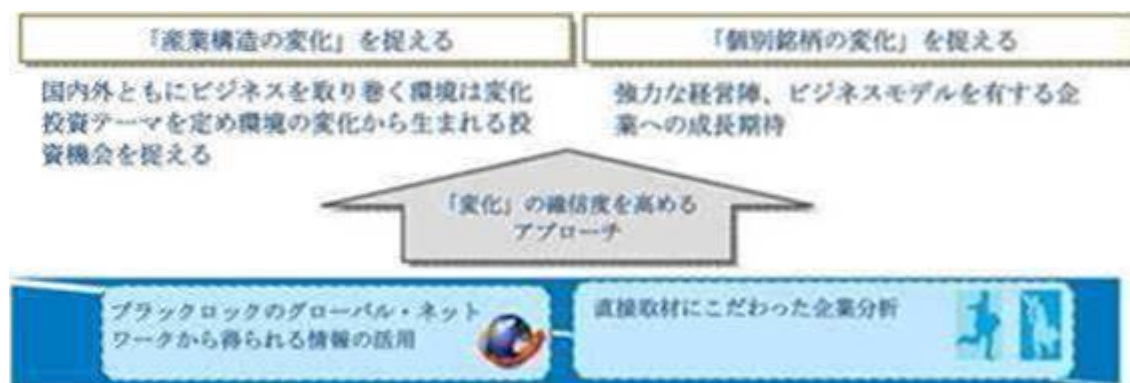 「産業構造の変化」を捉える
「個別銘柄の変化」を捉える
国内外ともにビジネスを取り巻く環境は変化
投資テーマを定め環境の変化から生まれる投
資機会を捉える
強力な経営陣、ビジネスモデルを有する企
業への成長期待
「変化」の確信度を高める
アプローチ
ブラックロックのグローバル・ネット
ワークから得られる情報の活用
直接取材にこだわった企業分析